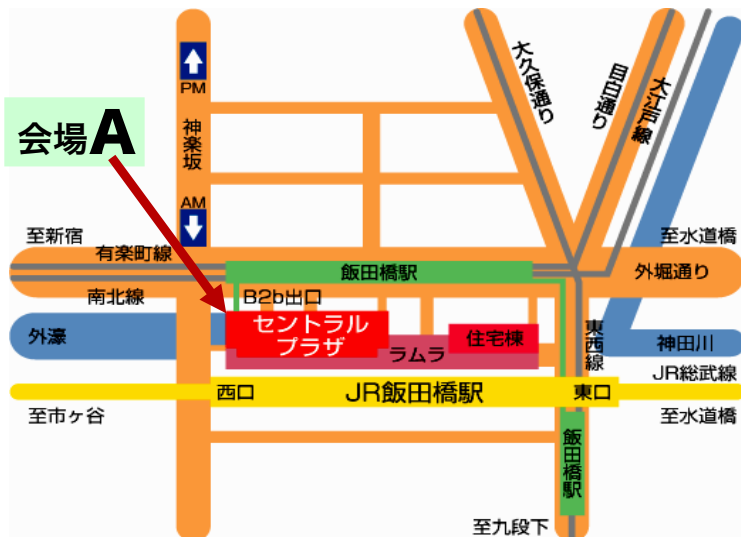 PM
神楽坂
AM
会場A
大久保通り
目白通り
大江戸線
至新宿
有楽町線
飯田橋駅
至水道橋
外堀通り
南北線
B2b出口
外濠
セントラル
プラザ
ラムラ
住宅棟
東西線
神田川
JR総武線
西口
JR飯田橋駅
東口
至市ヶ谷
至水道橋
飯田橋駅
至九段下